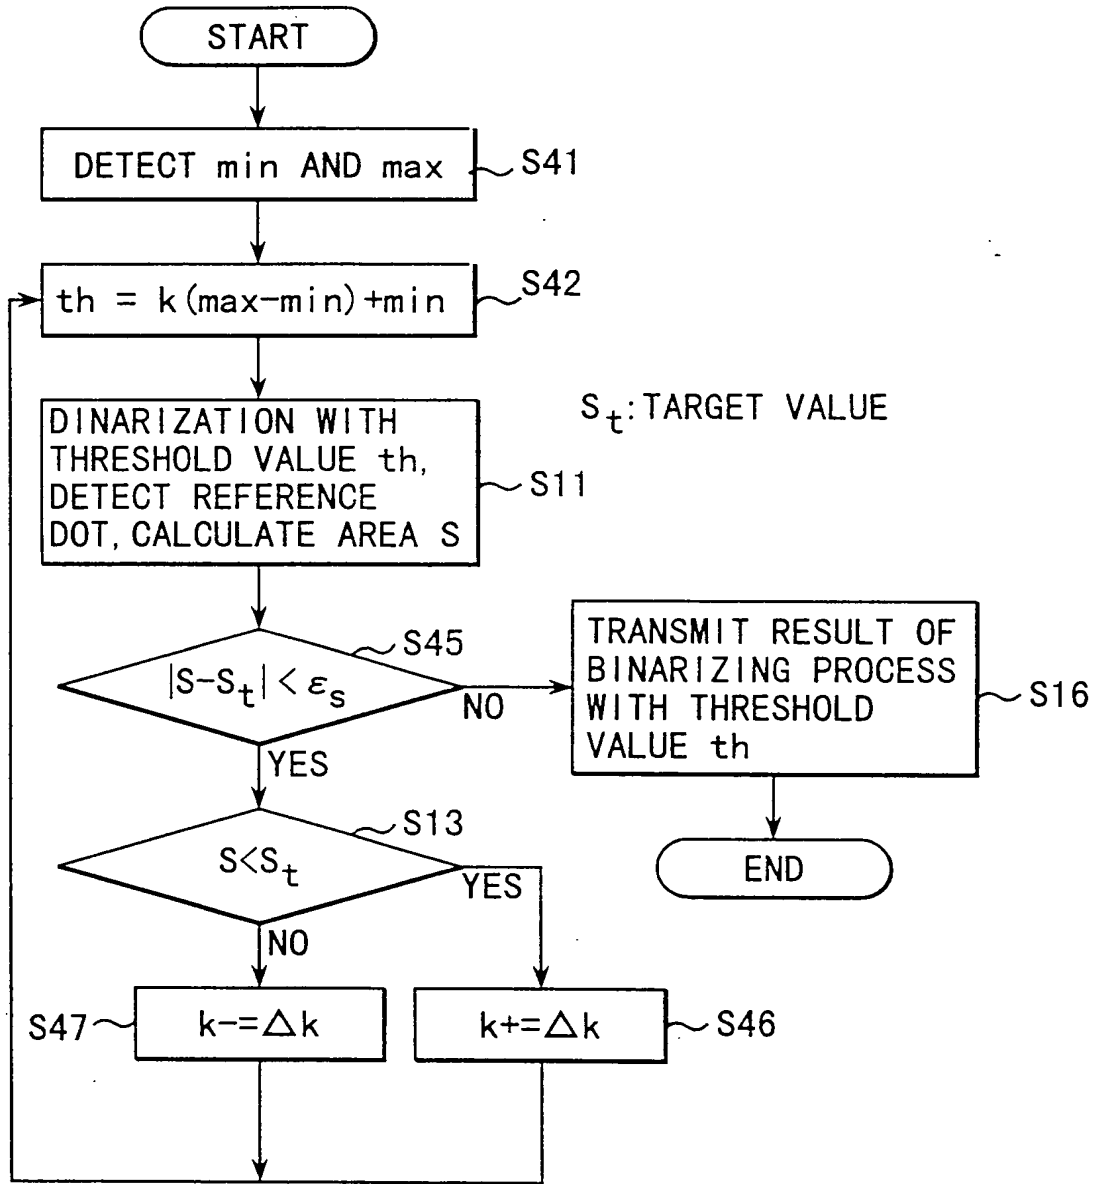 START
DETECT min AND max
S41
th = k(max-min)+min
S42
DINARIZATION WITH
THRESHOLD VALUE th,
DETECT REFERENCE
DOT, CALCULATE AREA S
S11
St: TARGET VALUE
|S-St| < εs
S45
NO
YES
TRANSMIT RESULT OF
BINARIZING PROCESS
WITH THRESHOLD
VALUE th
S16
END
S<St
S13
YES
NO
S47
k-=Δk
k+=Δk
S46